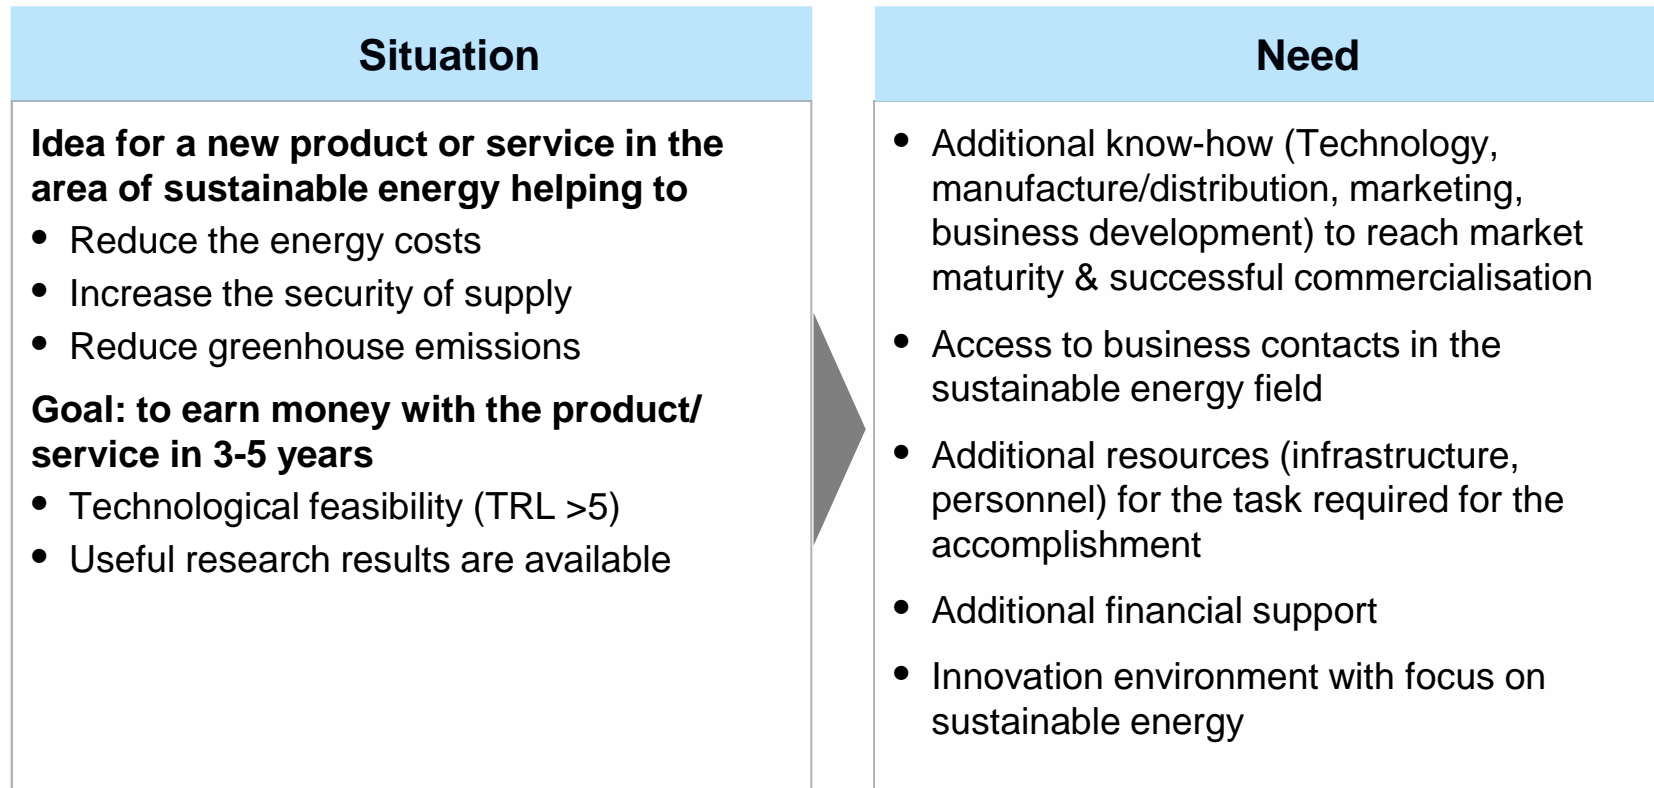 Situation
Idea for a new product or service in the
area of sustainable energy helping to
• Reduce the energy costs
• Increase the security of supply
• Reduce greenhouse emissions
Goal: to earn money with the product/
service in 3-5 years
• Technological feasibility (TRL >5)
• Useful research results are available
Need
• Additional know-how (Technology,
manufacture/distribution, marketing,
business development) to reach market
maturity & successful commercialisation
• Access to business contacts in the
sustainable energy field
• Additional resources (infrastructure,
personnel) for the task required for the
accomplishment
• Additional financial support
• Innovation environment with focus on
sustainable energy